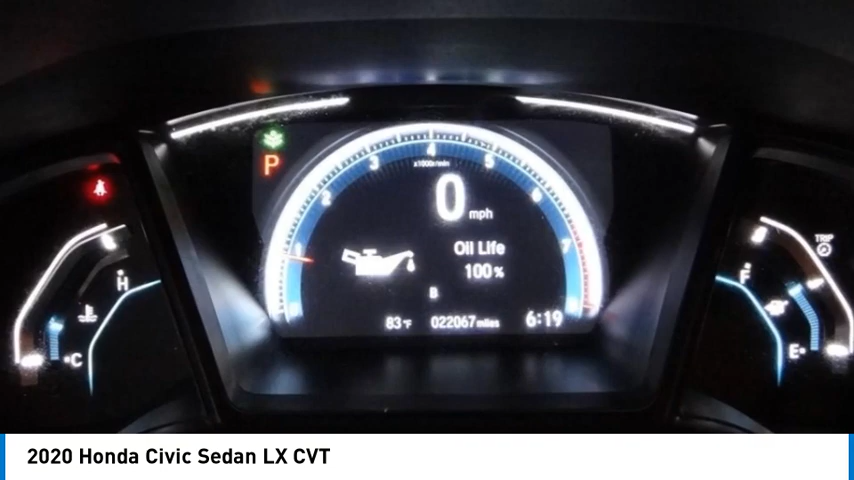 P
x1000r/min
1 2 3 4 5 6 7 8
0 mph
Oil Life
100%
B
83°F 022067 miles 6:19
H
C
TRIP
F
E
2020 Honda Civic Sedan LX CVT